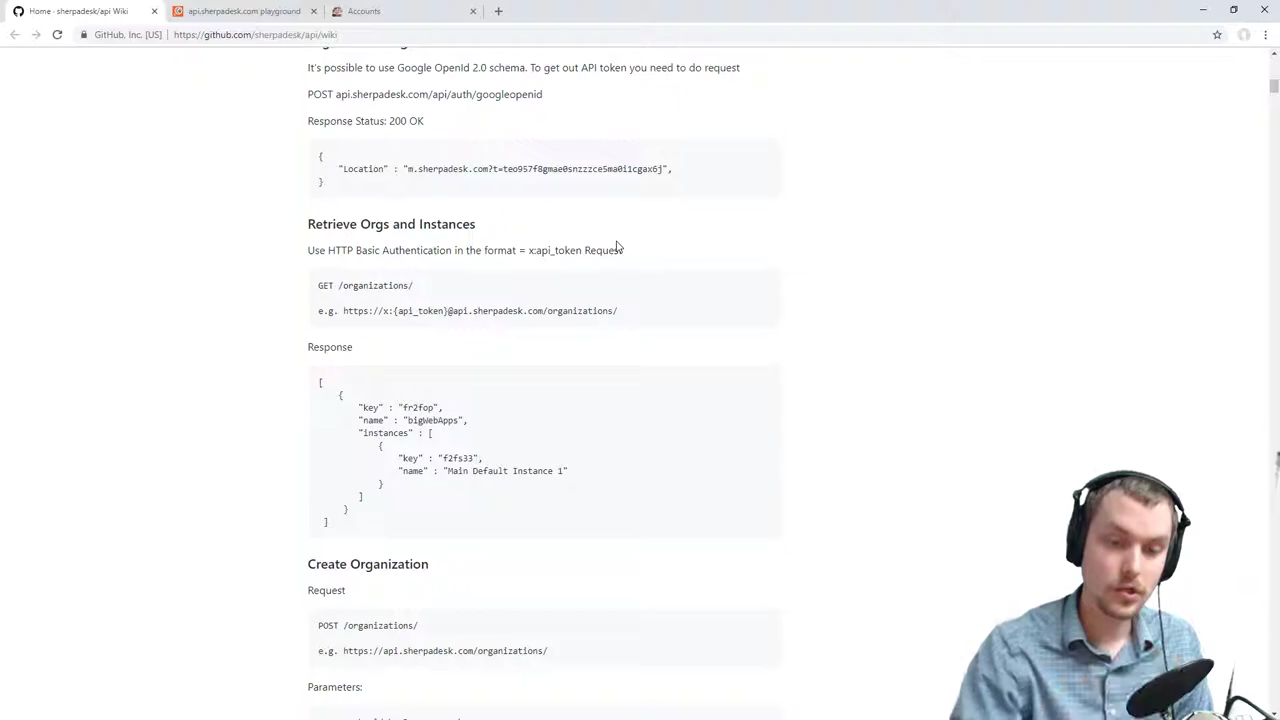 Home · sherpadesk/api Wiki
api.sherpadesk.com playground
Accounts
GitHub, Inc. [US]
https://github.com/sherpadesk/api/wiki
It's possible to use Google OpenId 2.0 schema. To get out API token you need to do request
POST api.sherpadesk.com/api/auth/googleopenid
Response Status: 200 OK
{
"Location" : "m.sherpadesk.com?t=teo957f8gmae0snzzzce5ma0i1cgax6j",
}
Retrieve Orgs and Instances
Use HTTP Basic Authentication in the format = x:api_token Request
GET /organizations/
e.g. https://x:{api_token}@api.sherpadesk.com/organizations/
Response
[
{
"key" : "fr2fop",
"name" : "bigWebApps",
"instances" : [
{
"key" : "f2fs33",
"name" : "Main Default Instance 1"
}
]
}
]
Create Organization
Request
POST /organizations/
e.g. https://api.sherpadesk.com/organizations/
Parameters: